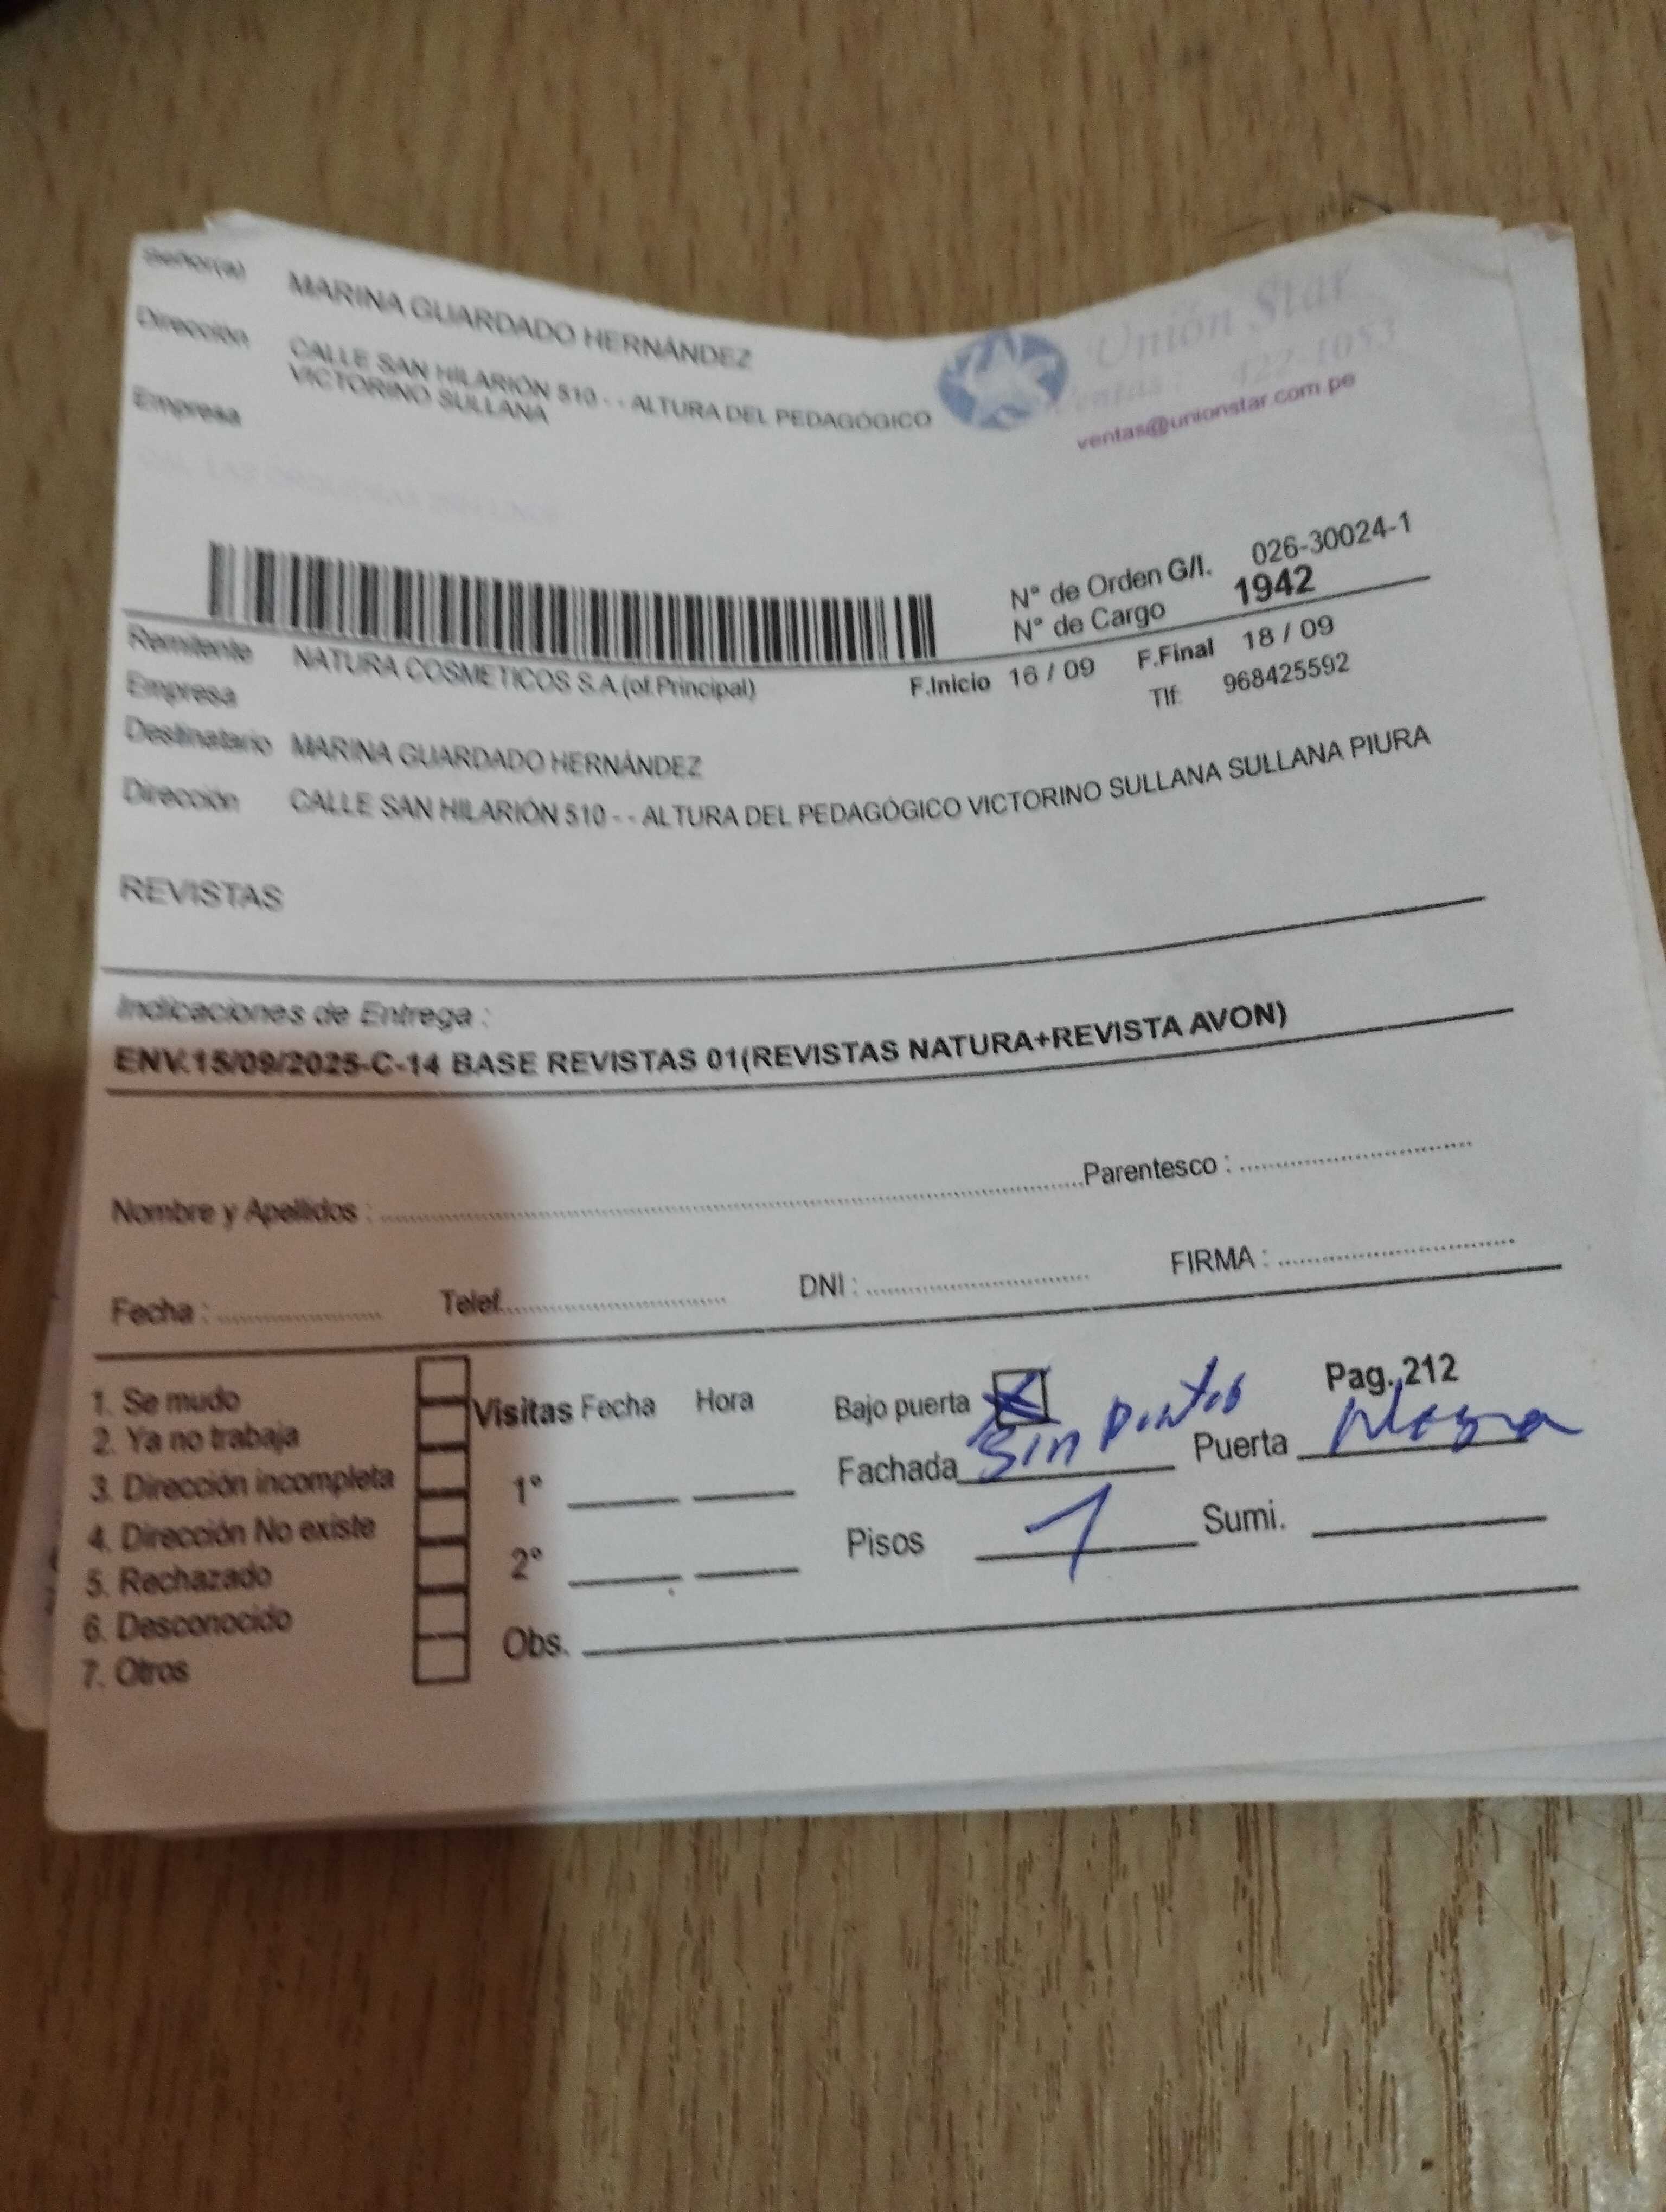 Señor(a) MARINA GUARDADO HERNÁNDEZ
Dirección CALLE SAN HILARIÓN 510 - - ALTURA DEL PEDAGÓGICO
VICTORINO SULLANA
Empresa
Unión Star
Ventas: 422-1053
ventas@unionstar.com.pe
N° de Orden G/I. 026-30024-1
N° de Cargo 1942
Remitente NATURA COSMETICOS S.A.(of.Principal) F.Inicio 16 / 09 F.Final 18 / 09
Empresa Tlf: 968425592
Destinatario MARINA GUARDADO HERNÁNDEZ
Dirección CALLE SAN HILARIÓN 510 - - ALTURA DEL PEDAGÓGICO VICTORINO SULLANA SULLANA PIURA
REVISTAS
Indicaciones de Entrega :
ENV.15/09/2025-C-14 BASE REVISTAS 01(REVISTAS NATURA+REVISTA AVON)
Nombre y Apellidos : Parentesco :
Fecha : Telef. DNI : FIRMA :
1. Se mudo
2. Ya no trabaja
3. Dirección incompleta
4. Dirección No existe
5. Rechazado
6. Desconocido
7. Otros
Visitas Fecha Hora
1°
2°
Obs.
Bajo puerta X Pag. 212
Fachada Sin Puerta Negra
Pisos 1 Sumi.